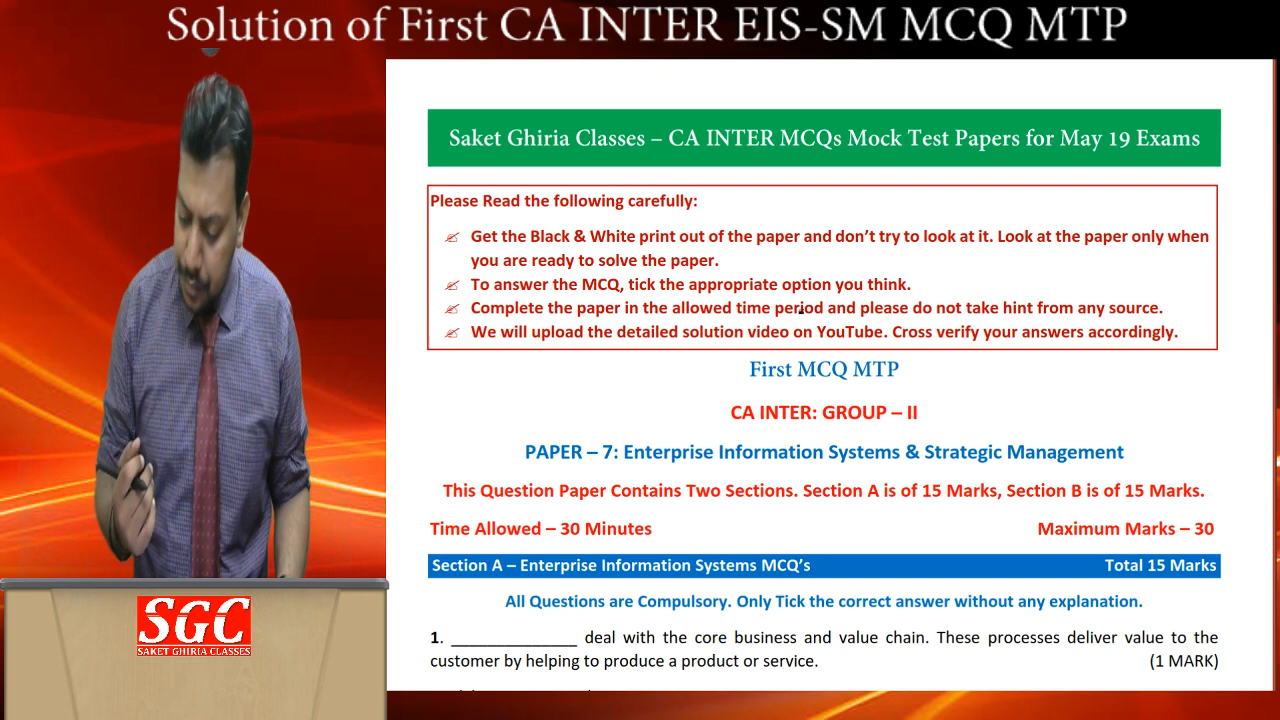 Solution of First CA INTER EIS-SM MCQ MTP
Saket Ghiria Classes – CA INTER MCQs Mock Test Papers for May 19 Exams
Please Read the following carefully:
Get the Black & White print out of the paper and don’t try to look at it. Look at the paper only when
you are ready to solve the paper.
To answer the MCQ, tick the appropriate option you think.
Complete the paper in the allowed time period and please do not take hint from any source.
We will upload the detailed solution video on YouTube. Cross verify your answers accordingly.
First MCQ MTP
CA INTER: GROUP – II
PAPER – 7: Enterprise Information Systems & Strategic Management
This Question Paper Contains Two Sections. Section A is of 15 Marks, Section B is of 15 Marks.
Time Allowed – 30 Minutes Maximum Marks – 30
Section A – Enterprise Information Systems MCQ’s Total 15 Marks
All Questions are Compulsory. Only Tick the correct answer without any explanation.
1. ______________ deal with the core business and value chain. These processes deliver value to the
customer by helping to produce a product or service. (1 MARK)
SGC
SAKET GHIRIA CLASSES